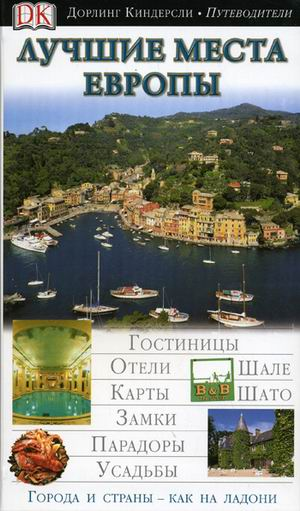 DK
Дорлинг Киндерсли • Путеводители
ЛУЧШИЕ МЕСТА
ЕВРОПЫ
Гостиницы
Отели
Шале
Карты
B&B
Шато
Замки
Парадоры
Усадьбы
Города и страны – как на ладони